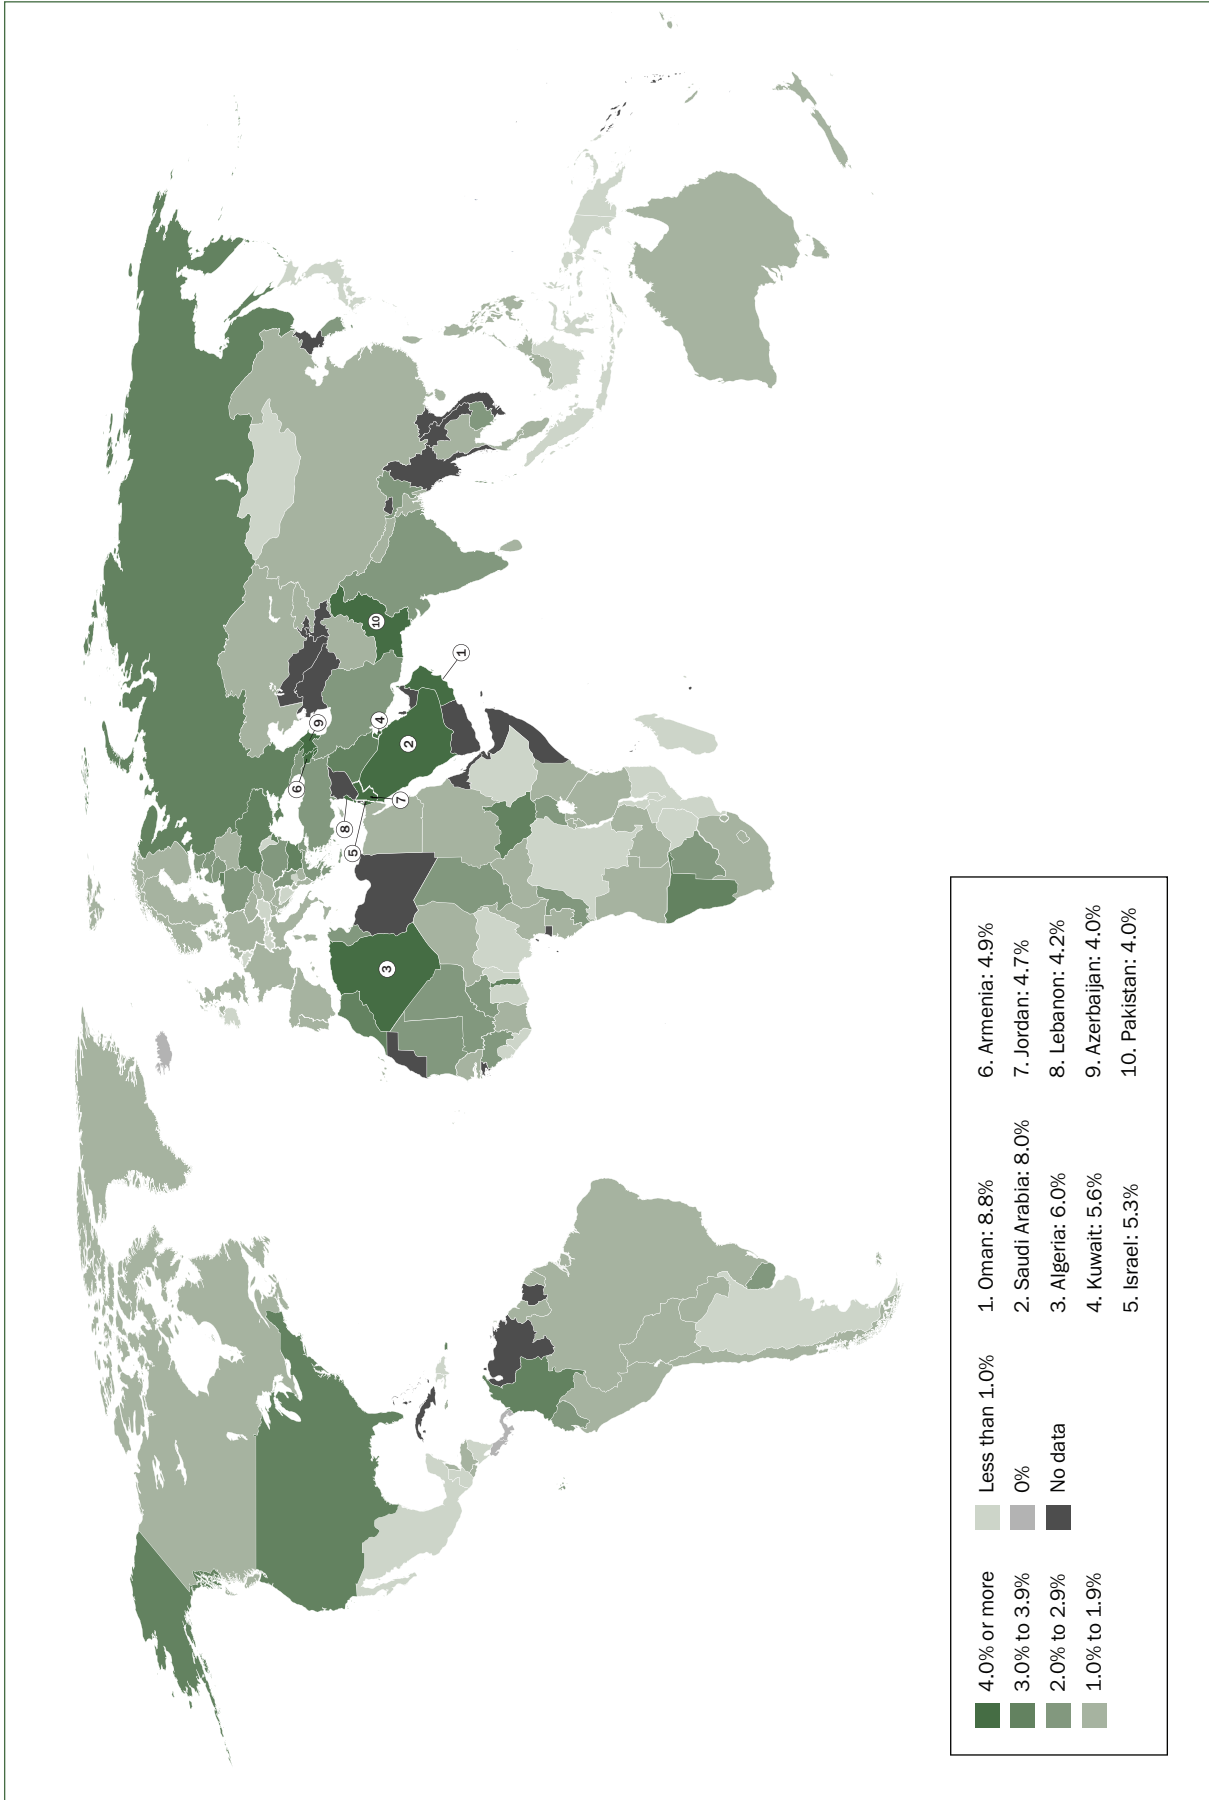 6
9
8
5
7
4
2
10
1
3
4.0% or more
3.0% to 3.9%
2.0% to 2.9%
1.0% to 1.9%
Less than 1.0%
0%
No data
1. Oman: 8.8%
2. Saudi Arabia: 8.0%
3. Algeria: 6.0%
4. Kuwait: 5.6%
5. Israel: 5.3%
6. Armenia: 4.9%
7. Jordan: 4.7%
8. Lebanon: 4.2%
9. Azerbaijan: 4.0%
10. Pakistan: 4.0%